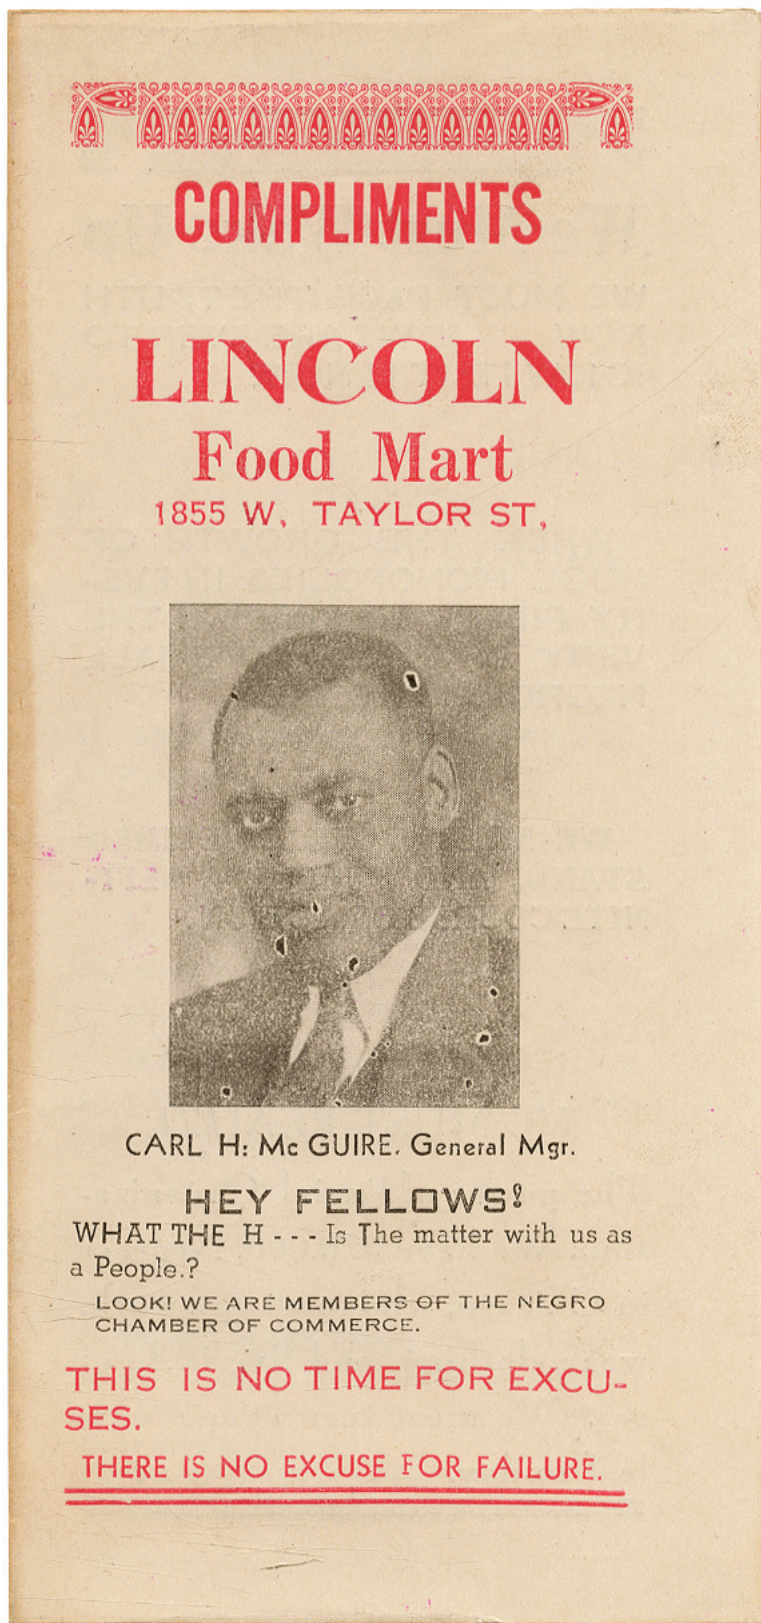 COMPLIMENTS
LINCOLN
Food Mart
1855 W, TAYLOR ST,
CARL H: Mc GUIRE. General Mgr.
HEY FELLOWS!
WHAT THE H - - - Is The matter with us as
a People.?
LOOK! WE ARE MEMBERS OF THE NEGRO
CHAMBER OF COMMERCE.
THIS IS NO TIME FOR EXCU-
SES.
THERE IS NO EXCUSE FOR FAILURE.